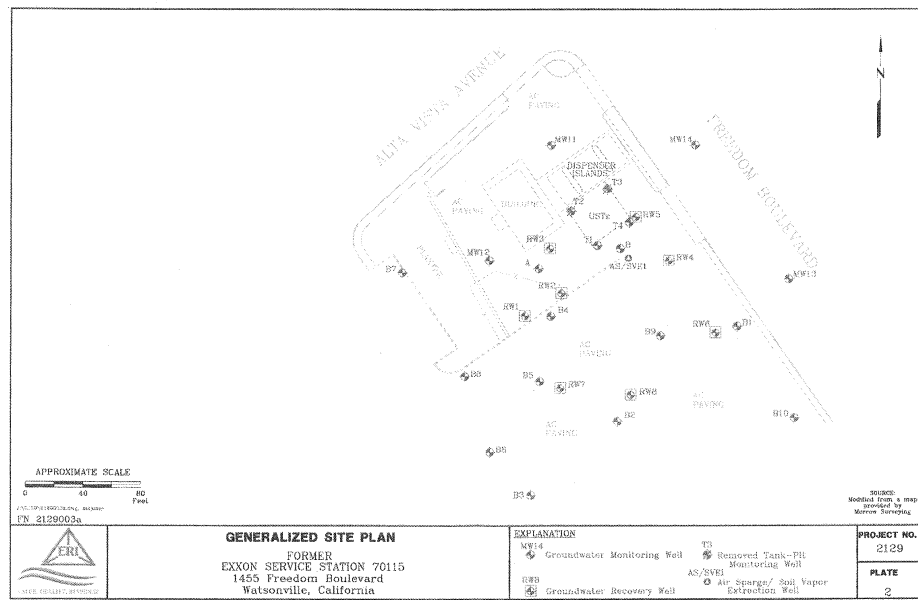 ALTA VISTA AVENUE
FREEDOM BOULEVARD
N
AC
PAVING
MW11
MW14
DISPENSER
ISLANDS
T3
T2
AC
PAVING
BUILDING
USTs
RW5
T4
RW3
B
MW12
A
AS/SVE1
RW4
B7
MW13
RW2
RW1
B4
B1
B9
RW6
AC
PAVING
B5
RW7
RW8
AC
PAVING
B2
B10
AC
PAVING
B3
APPROXIMATE SCALE
0 40 80
Feet
FN 2129003a
SOURCE:
Modified from a map
provided by
Morrow Surveying
ERI
GENERALIZED SITE PLAN
FORMER
EXXON SERVICE STATION 70115
1455 Freedom Boulevard
Watsonville, California
EXPLANATION
MW14
Groundwater Monitoring Well
RW8
Groundwater Recovery Well
T3
Removed Tank-Pit
Monitoring Well
AS/SVE1
Air Sparge/ Soil Vapor
Extraction Well
PROJECT NO.
2129
PLATE
2